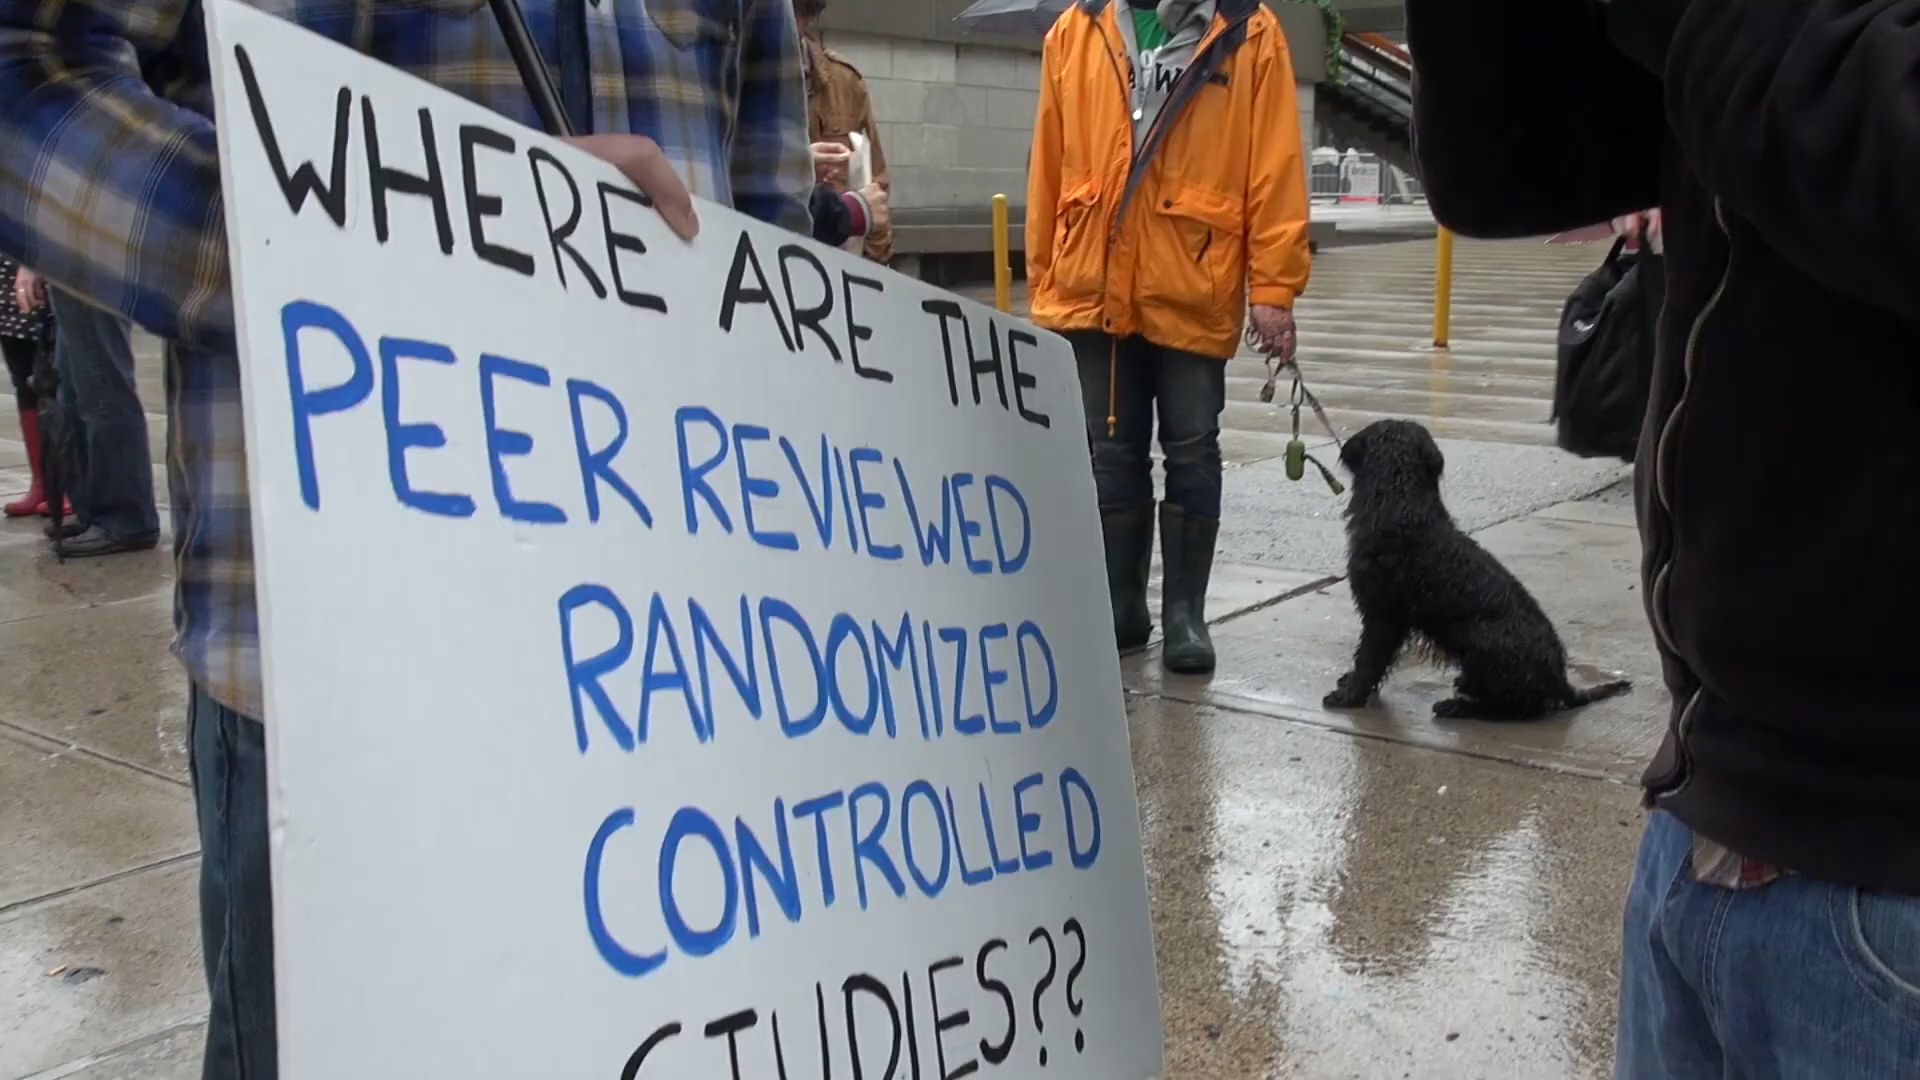 WHERE ARE THE
PEER REVIEWED
RANDOMIZED
CONTROLLED
STUDIES??